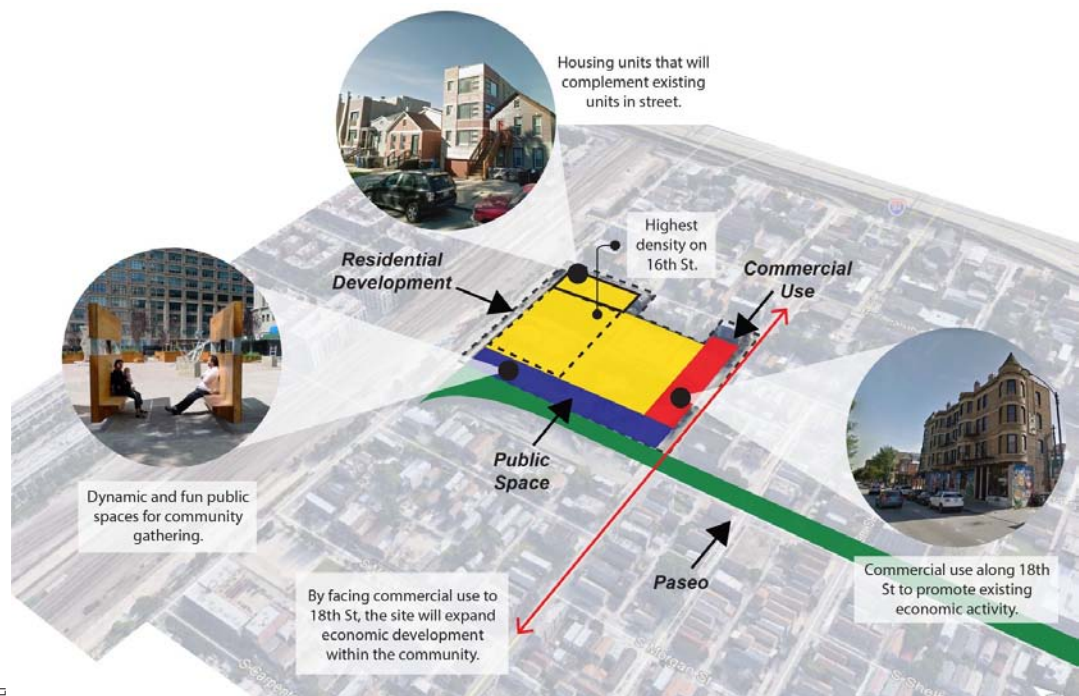 Housing units that will
complement existing
units in street.
Highest
density on
16th St.
Residential
Development
Commercial
Use
Public
Space
Dynamic and fun public
spaces for community
gathering.
Paseo
Commercial use along 18th
St to promote existing
economic activity.
By facing commercial use to
18th St, the site will expand
economic development
within the community.
S Morgan St